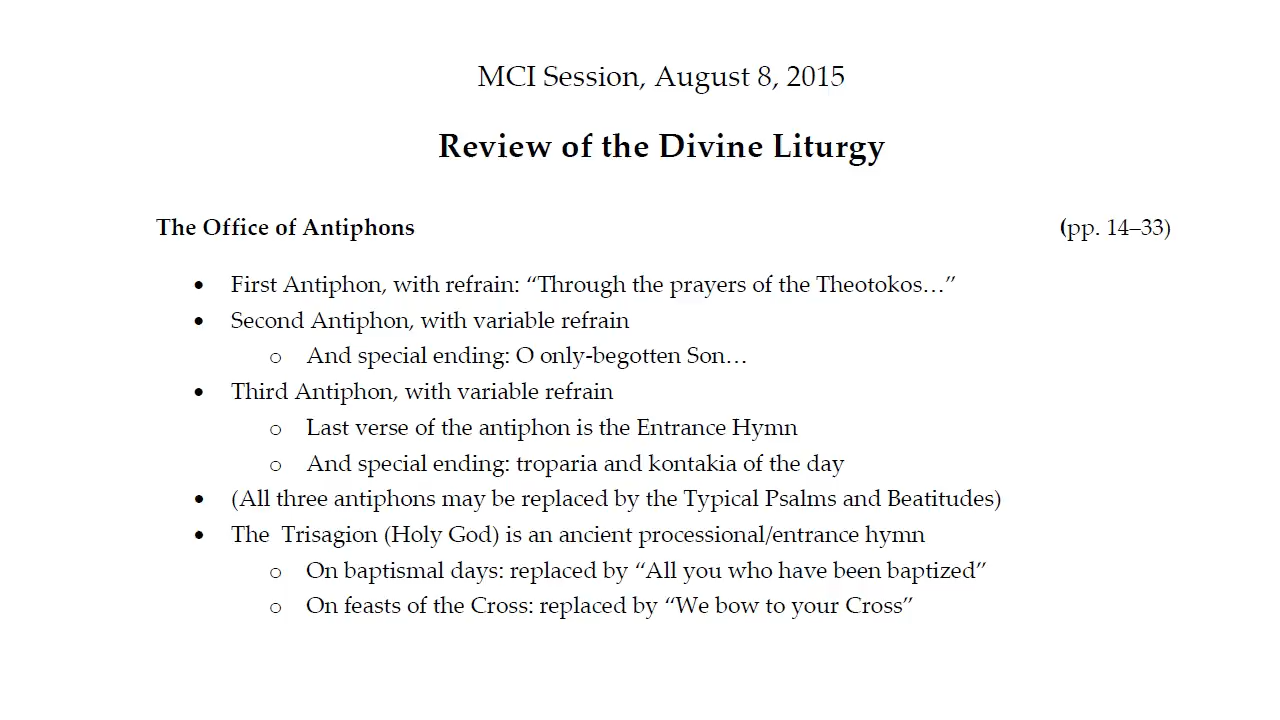 MCI Session, August 8, 2015
Review of the Divine Liturgy
The Office of Antiphons (pp. 14–33)
• First Antiphon, with refrain: “Through the prayers of the Theotokos…”
• Second Antiphon, with variable refrain
o And special ending: O only-begotten Son…
• Third Antiphon, with variable refrain
o Last verse of the antiphon is the Entrance Hymn
o And special ending: troparia and kontakia of the day
• (All three antiphons may be replaced by the Typical Psalms and Beatitudes)
• The  Trisagion (Holy God) is an ancient processional/entrance hymn
o On baptismal days: replaced by “All you who have been baptized”
o On feasts of the Cross: replaced by “We bow to your Cross”